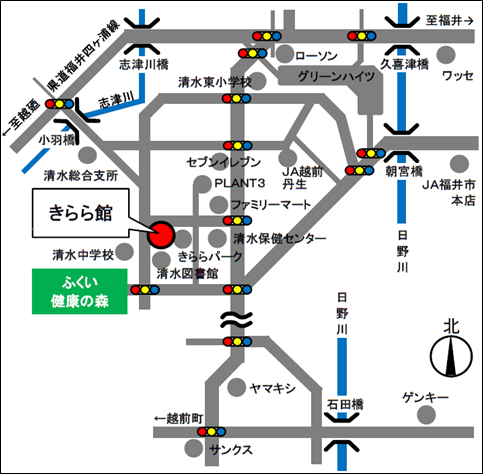 至福井→
県道福井四ヶ浦線
志津川橋
ローソン
久喜津橋
ワッセ
グリーンハイツ
清水東小学校
志津川
←至越廼
小羽橋
セブンイレブン
JA越前
丹生
朝宮橋
清水総合支所
PLANT3
JA福井市
本店
ファミリーマート
きらら館
清水中学校
きららパーク
清水保健センター
清水図書館
日野川
ふくい
健康の森
日野川
北
ヤマキシ
石田橋
ゲンキー
←越前町
サンクス